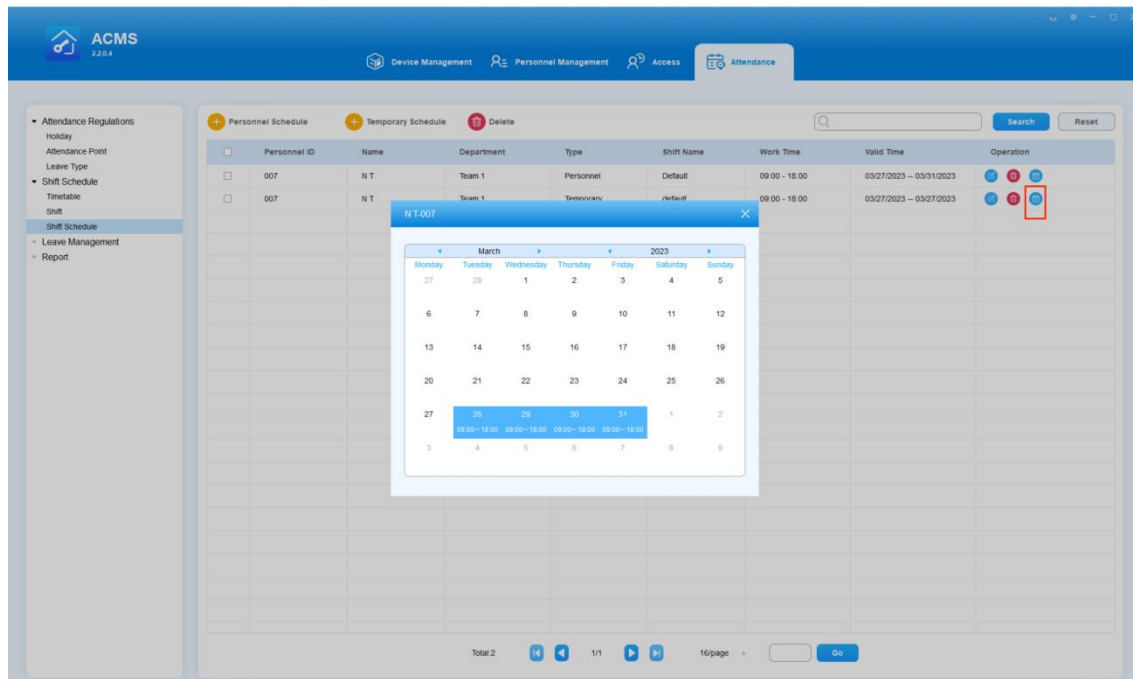 ACMS
2.2.0.4
Device Management Personnel Management Access Attendance
Attendance Regulations
Holiday
Attendance Point
Leave Type
Shift Schedule
Timetable
Shift
Shift Schedule
Leave Management
Report
Personnel Schedule Temporary Schedule Delete Search Reset
Personnel ID Name Department Type Shift Name Work Time Valid Time Operation
007 N T Team 1 Personnel Default 09:00 - 18:00 03/27/2023 -- 03/31/2023
007 N T Team 1 Temporary default 09:00 - 18:00 03/27/2023 -- 03/27/2023
N T-007
March 2023
Monday Tuesday Wednesday Thursday Friday Saturday Sunday
27 28 1 2 3 4 5
6 7 8 9 10 11 12
13 14 15 16 17 18 19
20 21 22 23 24 25 26
27 28 29 30 31 1 2
09:00~ 18:00 09:00~ 18:00 09:00~ 18:00 09:00~ 18:00
3 4 5 6 7 8 9
Total:2 1/1 16/page Go